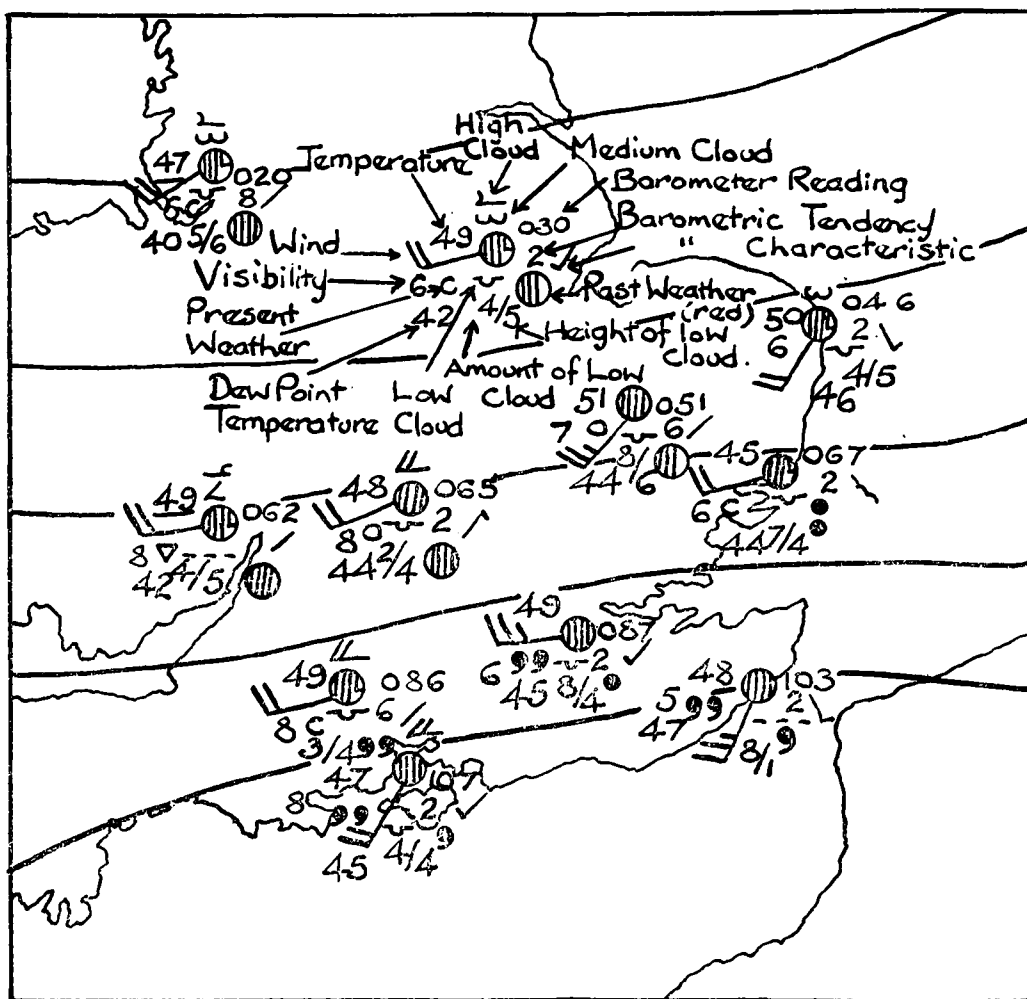 High
Cloud
Temperature
Medium Cloud
Barometer Reading
Barometric Tendency
" Characteristic
Wind
Visibility
Present
Weather
Past Weather
(red)
Height of low
Cloud.
Dew Point
Temperature
Low
Cloud
Amount of Low
Cloud
47
020
6 c
8
40 5/6
49
030
2
6 c
4/5
42
50
046
6
2
4/5
46
51
051
7 0
6
44 8/6
45
067
6 c
2
44 7/4
49
062
8
42 4/5
48
065
8 0
2
44 2/4
49
087
6
2
45 8/4
49
086
8 c
6
3/4
47
107
8
2
45 4/4
48
103
5
2
47
8/1